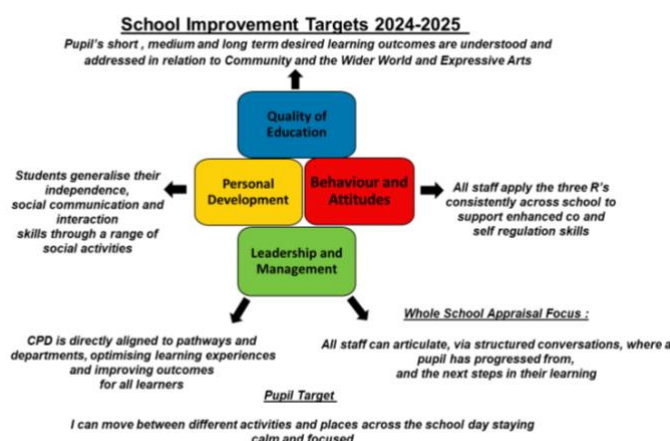 School Improvement Targets 2024-2025
Pupil's short , medium and long term desired learning outcomes are understood and
addressed in relation to Community and the Wider World and Expressive Arts
Quality of
Education
Students generalise their
independence,
social communication and
interaction
skills through a range of
social activities
Personal
Development
Behaviour and
Attitudes
All staff apply the three R's
consistently across school to
support enhanced co and
self regulation skills
Leadership and
Management
CPD is directly aligned to pathways and
departments, optimising learning experiences
and improving outcomes
for all learners
Whole School Appraisal Focus :
All staff can articulate, via structured conversations, where a
pupil has progressed from,
and the next steps in their learning
Pupil Target
I can move between different activities and places across the school day staying
calm and focused